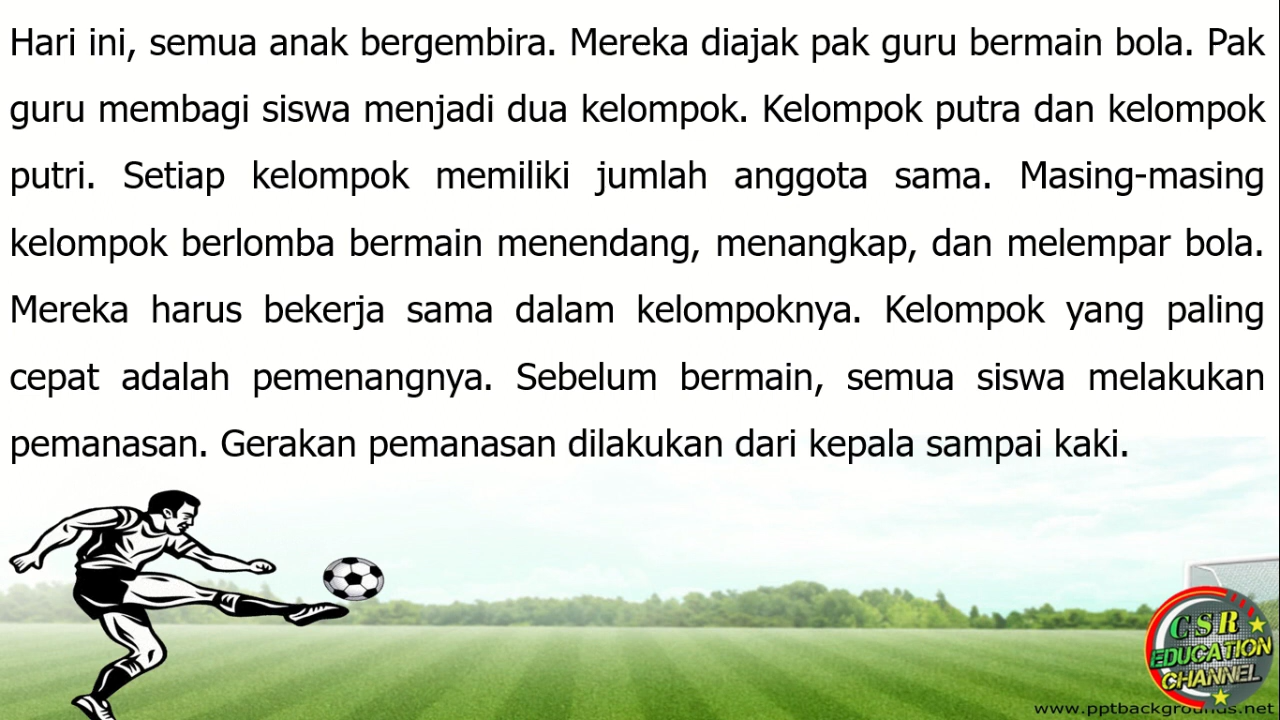 Hari ini, semua anak bergembira. Mereka diajak pak guru bermain bola. Pak
guru membagi siswa menjadi dua kelompok. Kelompok putra dan kelompok
putri. Setiap kelompok memiliki jumlah anggota sama. Masing-masing
kelompok berlomba bermain menendang, menangkap, dan melempar bola.
Mereka harus bekerja sama dalam kelompoknya. Kelompok yang paling
cepat adalah pemenangnya. Sebelum bermain, semua siswa melakukan
pemanasan. Gerakan pemanasan dilakukan dari kepala sampai kaki.
CSR
EDUCATION
CHANNEL
www.pptbackgrounds.net